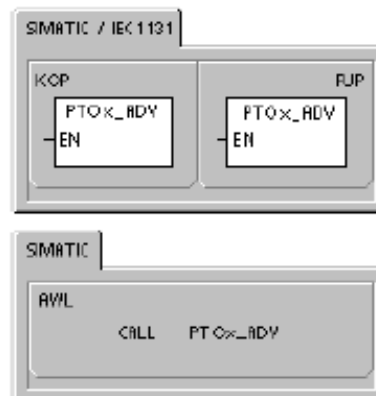 SIMATIC / IEC 1131
KOP FUP
PTOx_ADV PTOx_ADV
EN EN
SIMATIC
AWL
CALL PTOx_ADV